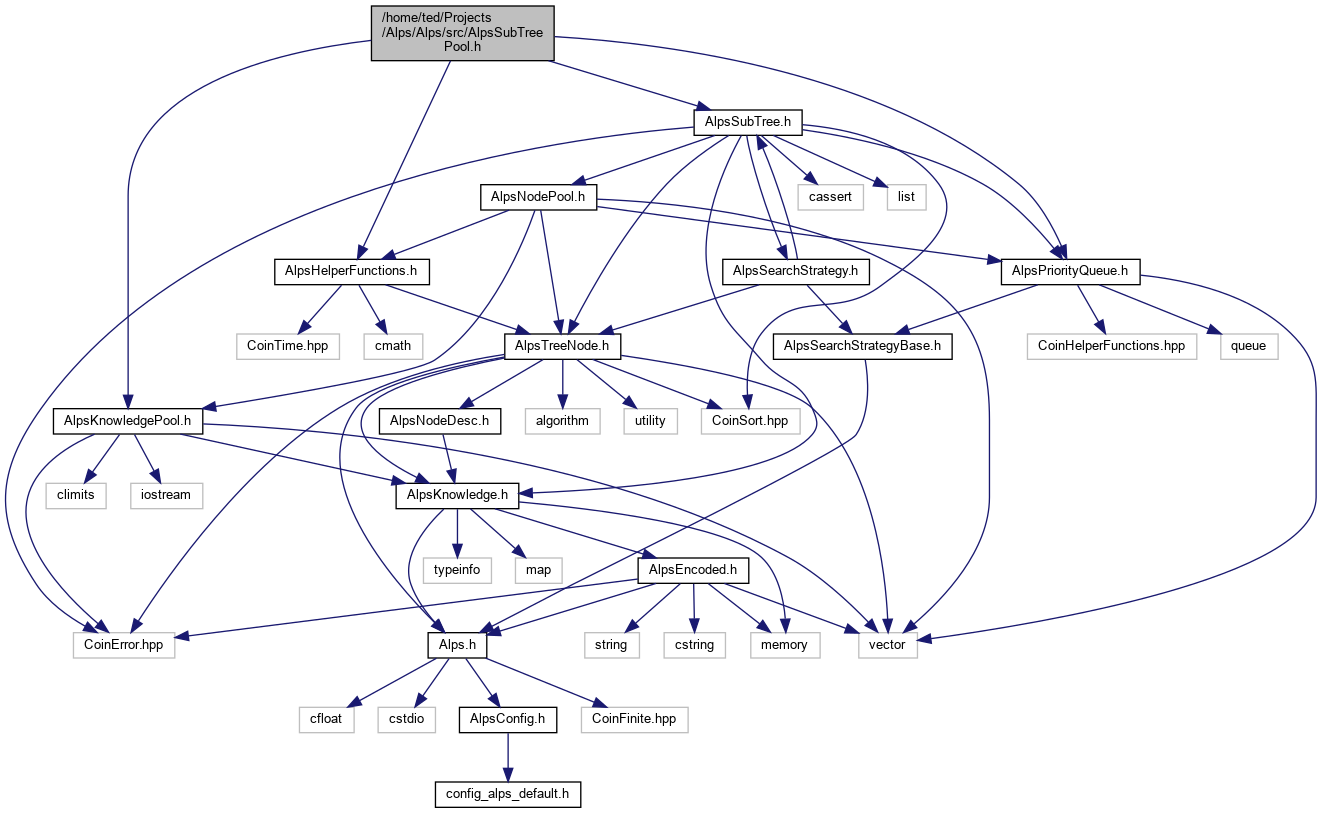 /home/ted/Projects
/Alps/Alps/src/AlpsSubTree
Pool.h
AlpsSubTree.h
AlpsNodePool.h
cassert
list
AlpsHelperFunctions.h
AlpsSearchStrategy.h
AlpsPriorityQueue.h
CoinTime.hpp
cmath
AlpsTreeNode.h
AlpsSearchStrategyBase.h
CoinHelperFunctions.hpp
queue
AlpsKnowledgePool.h
AlpsNodeDesc.h
algorithm
utility
CoinSort.hpp
climits
iostream
AlpsKnowledge.h
typeinfo
map
AlpsEncoded.h
CoinError.hpp
Alps.h
string
cstring
memory
vector
cfloat
cstdio
AlpsConfig.h
CoinFinite.hpp
config_alps_default.h